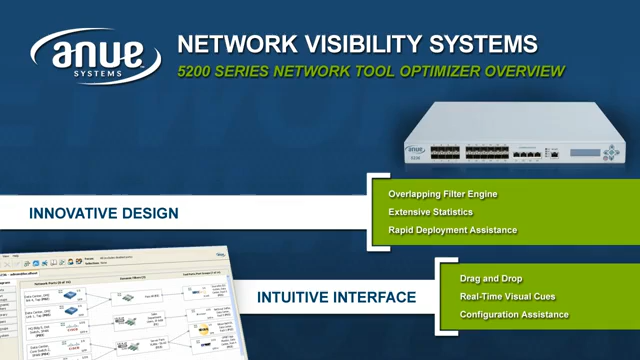 anue
SYSTEMS
NETWORK VISIBILITY SYSTEMS
5200 SERIES NETWORK TOOL OPTIMIZER OVERVIEW
anue
INNOVATIVE DESIGN
Overlapping Filter Engine
Extensive Statistics
Rapid Deployment Assistance
INTUITIVE INTERFACE
Drag and Drop
Real-Time Visual Cues
Configuration Assistance